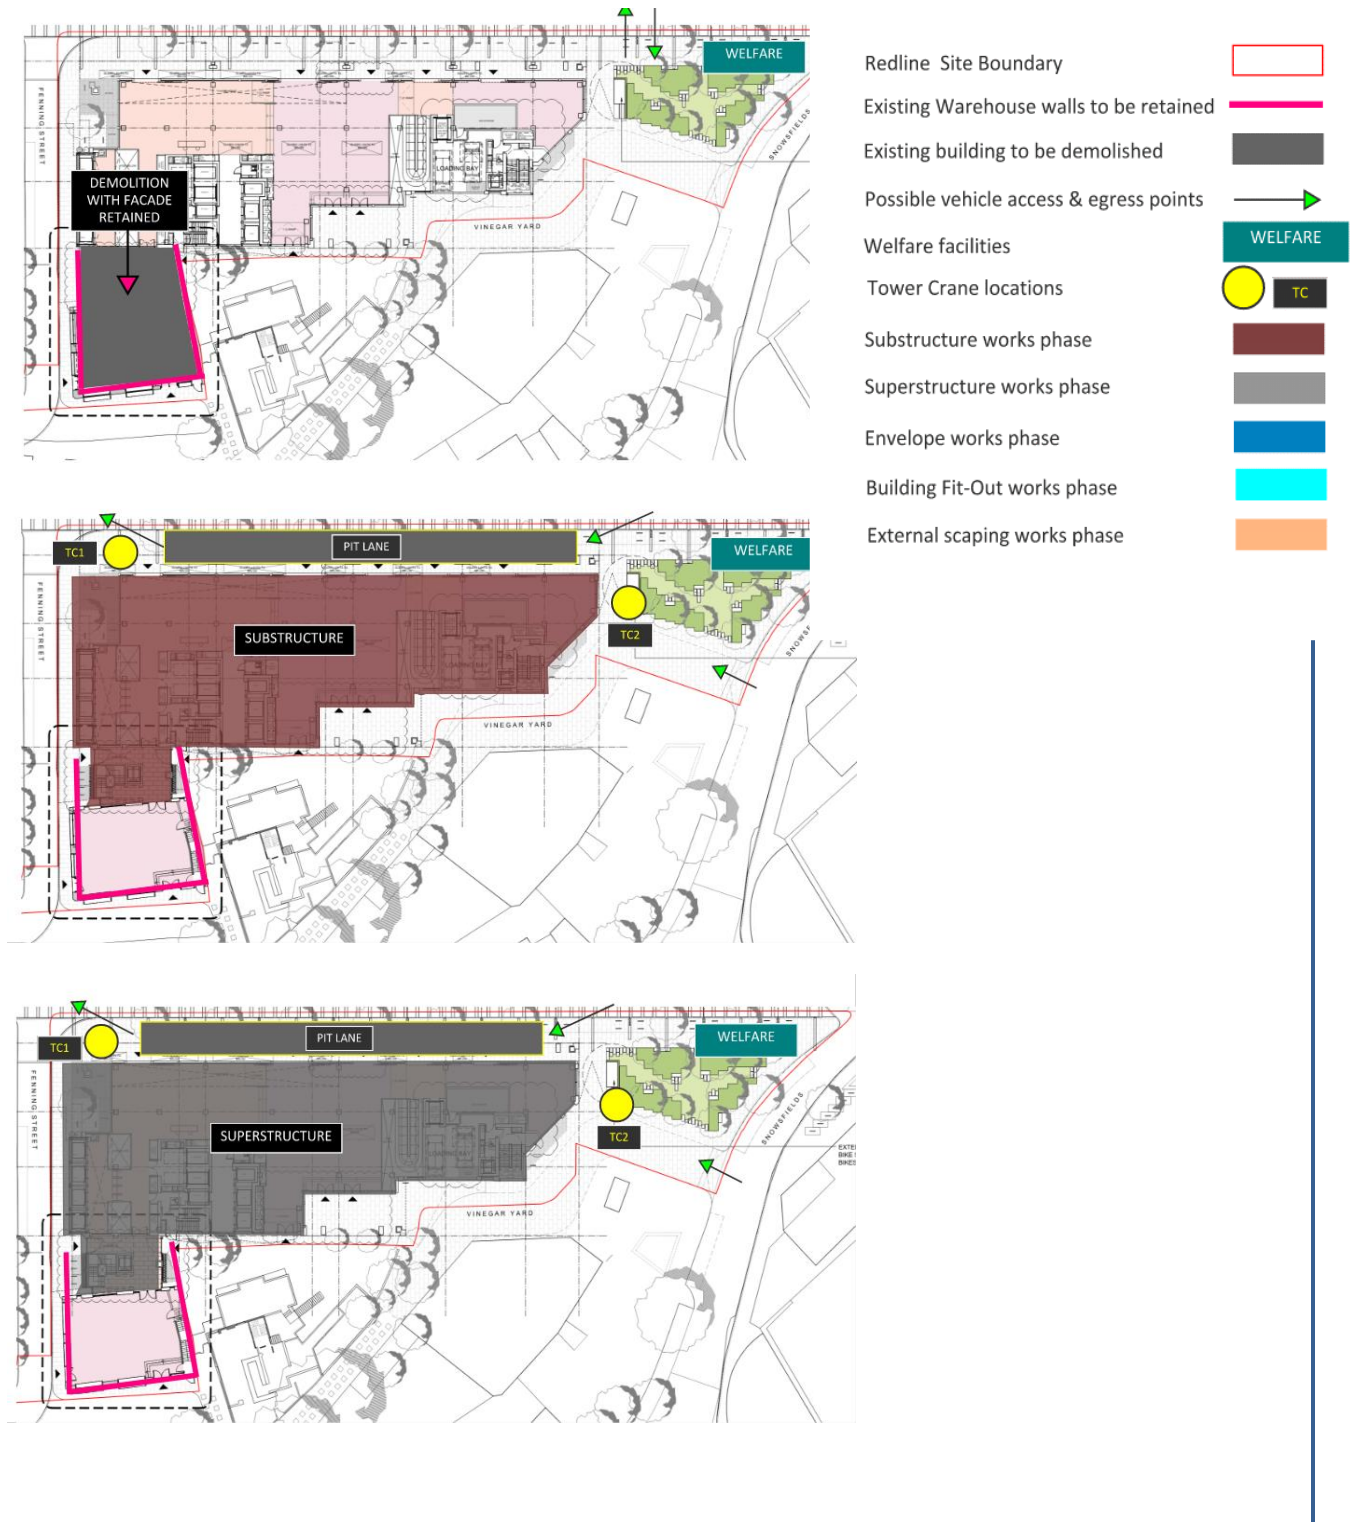 WELFARE
FENNING STREET
SNOWSFIELDS
LOADING BAY
DEMOLITION
WITH FACADE
RETAINED
VINEGAR YARD
Redline Site Boundary
Existing Warehouse walls to be retained
Existing building to be demolished
Possible vehicle access & egress points
Welfare facilities
WELFARE
Tower Crane locations
TC
Substructure works phase
Superstructure works phase
Envelope works phase
Building Fit-Out works phase
External scaping works phase
TC1
PIT LANE
WELFARE
FENNING STREET
SUBSTRUCTURE
TC2
SNOWSF
VINEGAR YARD
TC1
PIT LANE
WELFARE
FENNING STREET
SUPERSTRUCTURE
TC2
SNOWSFIELDS
EXTE
BIKE
BIKES
VINEGAR YARD